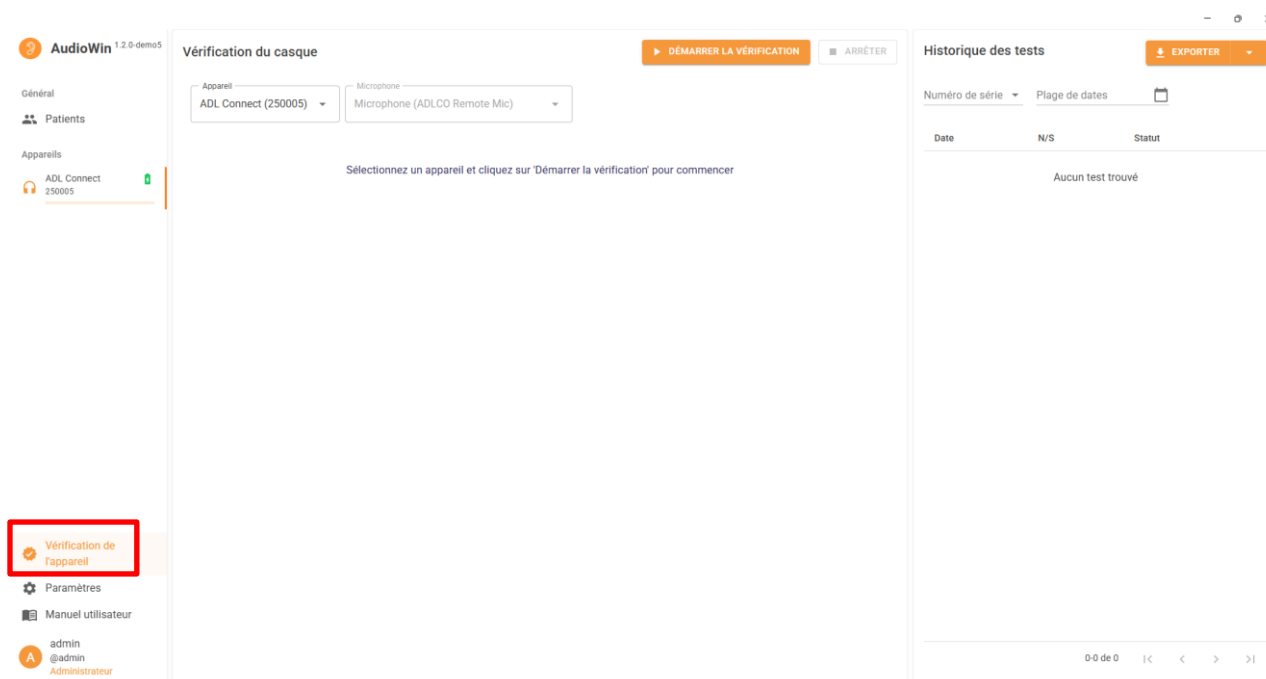 AudioWin 1.2.0-demo5
Général
Patients
Appareils
ADL Connect
250005
Vérification de
l'appareil
Paramètres
Manuel utilisateur
A
admin
@admin
Administrateur
Vérification du casque
DÉMARRER LA VÉRIFICATION
ARRÊTER
Appareil
ADL Connect (250005)
Microphone
Microphone (ADLCO Remote Mic)
Sélectionnez un appareil et cliquez sur 'Démarrer la vérification' pour commencer
Historique des tests
EXPORTER
Numéro de série
Plage de dates
Date N/S Statut
Aucun test trouvé
0-0 de 0